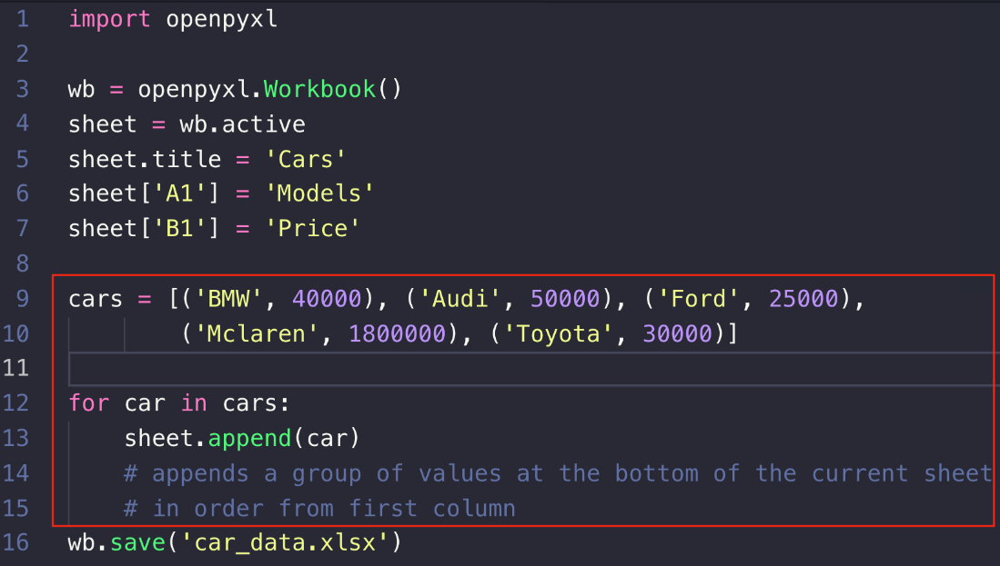 1 import openpyxl
2
3 wb = openpyxl.Workbook()
4 sheet = wb.active
5 sheet.title = 'Cars'
6 sheet['A1'] = 'Models'
7 sheet['B1'] = 'Price'
8
9 cars = [('BMW', 40000), ('Audi', 50000), ('Ford', 25000),
10         ('Mclaren', 1800000), ('Toyota', 30000)]
11
12 for car in cars:
13     sheet.append(car)
14     # appends a group of values at the bottom of the current sheet
15     # in order from first column
16 wb.save('car_data.xlsx')